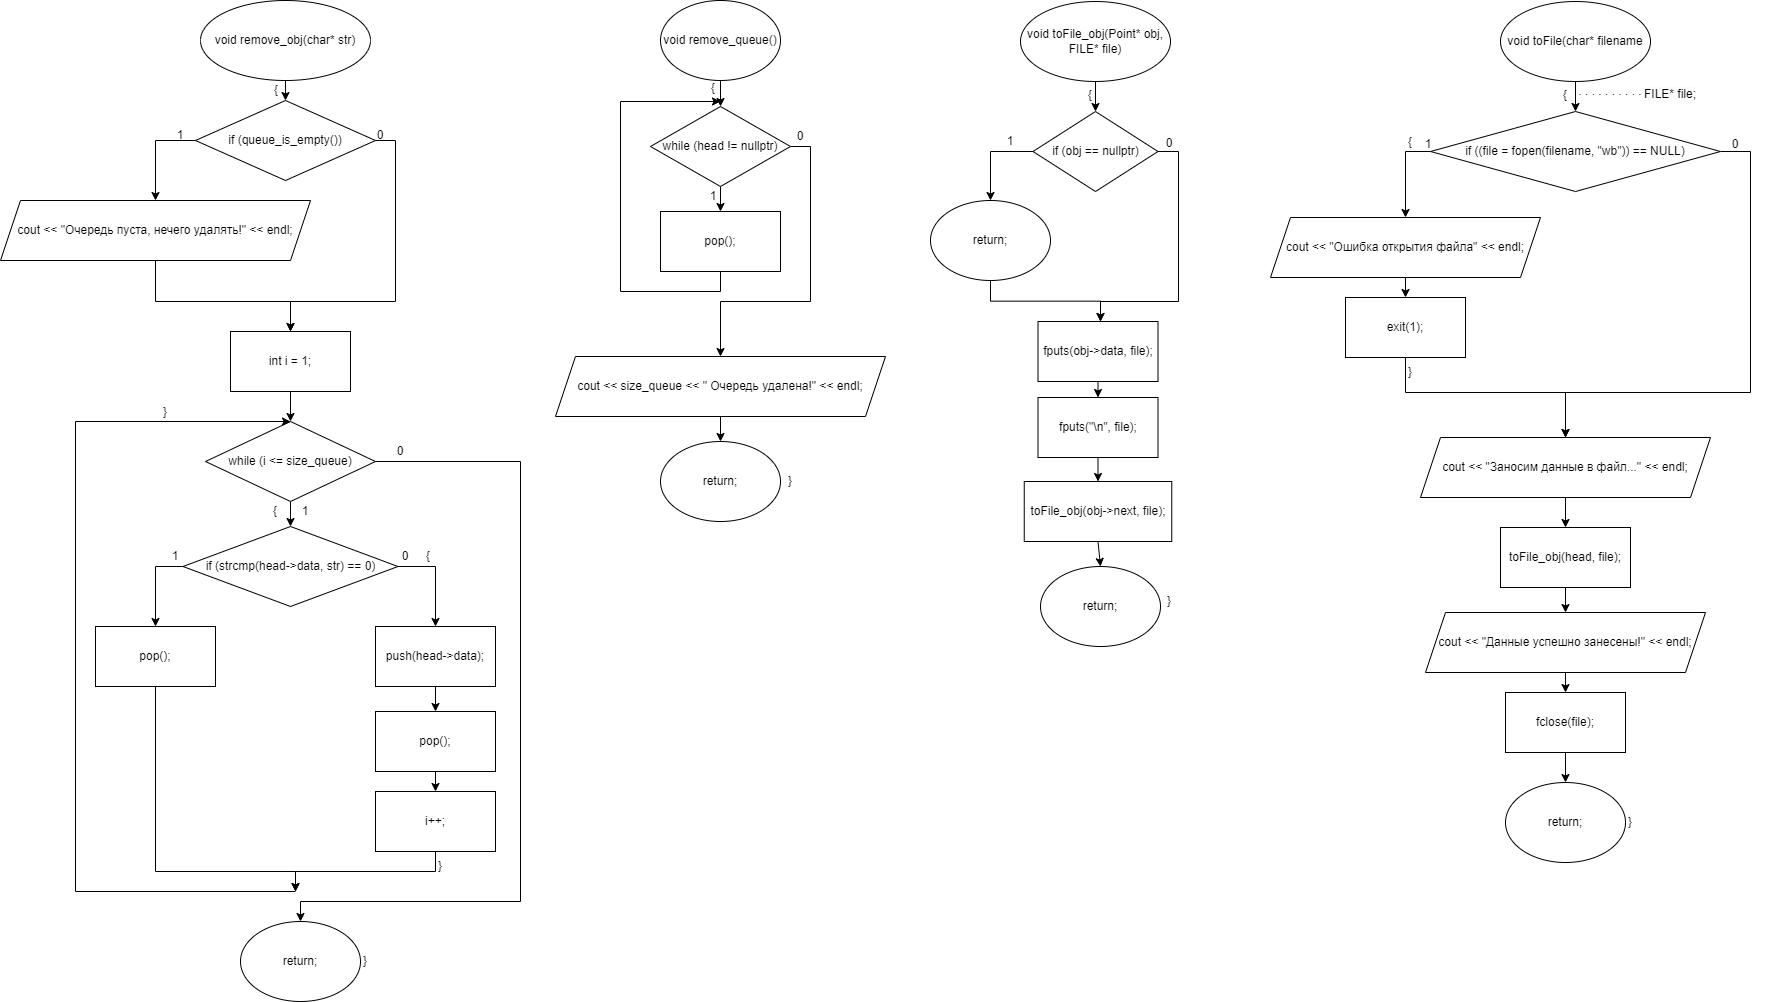 void remove_obj(char* str)
{
if (queue_is_empty())
1
0
cout << "Очередь пуста, нечего удалять!" << endl;
int i = 1;
}
while (i <= size_queue)
0
{
1
if (strcmp(head->data, str) == 0)
1
0
{
pop();
push(head->data);
pop();
i++;
}
return;
}
void remove_queue()
{
while (head != nullptr)
0
1
pop();
cout << size_queue << " Очередь удалена!" << endl;
return;
}
void toFile_obj(Point* obj,
FILE* file)
{
if (obj == nullptr)
1
0
return;
fputs(obj->data, file);
fputs("\n", file);
toFile_obj(obj->next, file);
return;
}
void toFile(char* filename
{
FILE* file;
if ((file = fopen(filename, "wb")) == NULL)
{
1
0
cout << "Ошибка открытия файла" << endl;
exit(1);
}
cout << "Заносим данные в файл..." << endl;
toFile_obj(head, file);
cout << "Данные успешно занесены!" << endl;
fclose(file);
return;
}